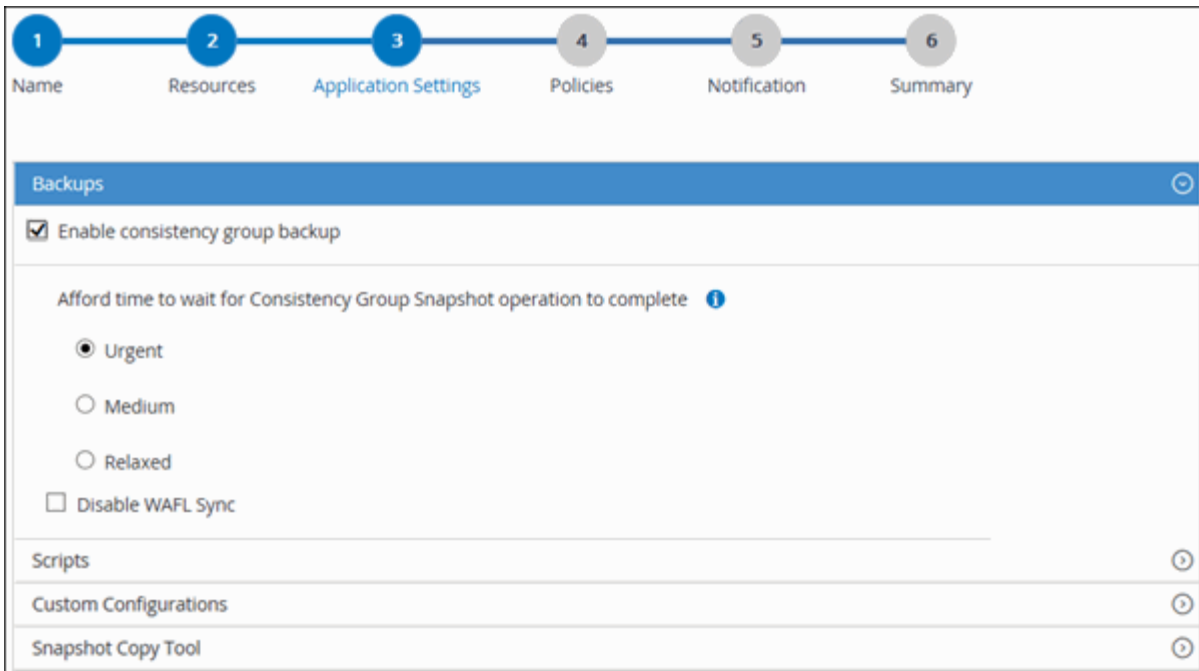 1 2 3 4 5 6
Name Resources Application Settings Policies Notification Summary
Backups
Enable consistency group backup
Afford time to wait for Consistency Group Snapshot operation to complete i
Urgent
Medium
Relaxed
Disable WAFL Sync
Scripts
Custom Configurations
Snapshot Copy Tool